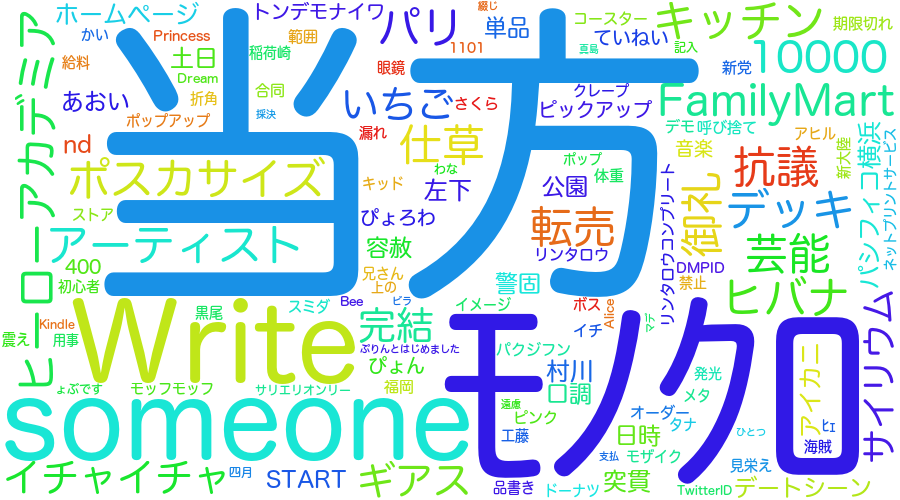 ホームページ
トンデモナイワ
パリ
綴じ
単品
コースター
キッチン
期限切れ
かい
Princess
土日
稲荷崎
範囲
1101
ていねい
真島
記入
10000
給料
Dream
合同
眼鏡
新党
アカデミア
あおい
折角
いちご
さくら
クレープ
ピックアップ
FamilyMart
ポップアップ
採決
漏れ
デモ
呼び捨て
アヒル
nd
仕草
ポップ
音楽
新大陸
パシフィコ横浜
ネットプリントサービス
当方
ポスカサイズ
わな
体重
抗議
キッド
左下
公園
御礼
デッキ
ストア
ぴょろわ
転売
アーティスト
容赦
リンタロウ
リンタロウコンプリート
芸能
400
兄さん
DMPID
初心者
上の
警固
禁止
ヒバナ
ヒーロー
Bee
ビラ
イメージ
ボス
Alice
黒尾
スミダ
完結
マデ
Kindle
イチ
震え
用事
Write
ぷりんとはじめました
パクジフン
モノクロ
アイカニ
サイリウム
ぴょん
村川
発光
ょぷです
モッフモッフ
サリエリオンリー
福岡
口調
メタ
someone
遠慮
ピンク
オーダー
タナ
ヒェ
工藤
日時
ひとつ
海賊
イチャイチャ
四月
START
ギアス
支払
モザイク
見栄え
品書き
ドーナツ
突貫
TwitterID
デートシーン